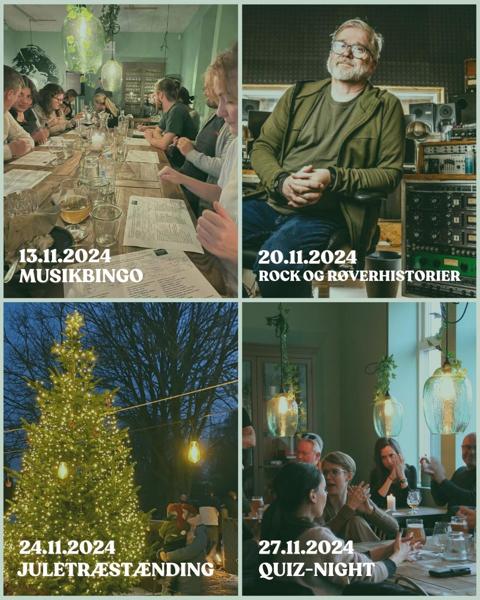 13.11.2024
MUSIKBINGO
20.11.2024
ROCK OG RØVERHISTORIER
24.11.2024
JULETRÆSTÆNDING
27.11.2024
QUIZ-NIGHT